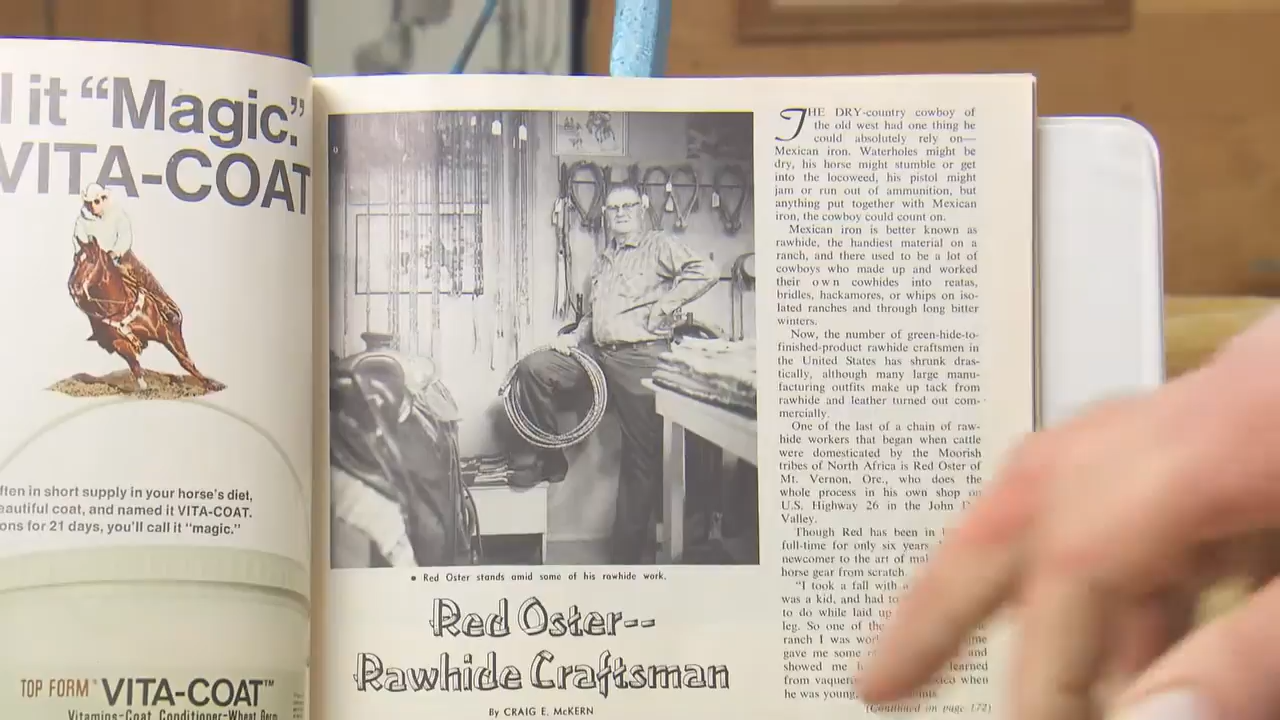 l it “Magic.”
VITA-COAT
ften in short supply in your horse's diet,
eautiful coat, and named it VITA-COAT.
ons for 21 days, you'll call it “magic.”
TOP FORM VITA-COAT™
Vitamins-Coat Conditioner-Wheat Germ
• Red Oster stands amid some of his rawhide work.
Red Oster--
Rawhide Craftsman
By CRAIG E. McKERN
THE DRY-country cowboy of
the old west had one thing he
could absolutely rely on—
Mexican iron. Waterholes might be
dry, his horse might stumble or get
into the locoweed, his pistol might
jam or run out of ammunition, but
anything put together with Mexican
iron, the cowboy could count on.
Mexican iron is better known as
rawhide, the handiest material on a
ranch, and there used to be a lot of
cowboys who made up and worked
their own cowhides into reatas,
bridles, hackamores, or whips on iso-
lated ranches and through long bitter
winters.
Now, the number of green-hide-to-
finished-product rawhide craftsmen in
the United States has shrunk dras-
tically, although many large manu-
facturing outfits make up tack from
rawhide and leather turned out com-
mercially.
One of the last of a chain of raw-
hide workers that began when cattle
were domesticated by the Moorish
tribes of North Africa is Red Oster of
Mt. Vernon, Ore., who does the
whole process in his own shop on
U.S. Highway 26 in the John
Valley.
Though Red has been in
full-time for only six years
newcomer to the art of
horse gear from scratch.
“I took a fall with
was a kid, and had to
to do while laid up
leg. So one of the
ranch I was
gave me some and
showed me learned
from when
he was young,
(Continued on page 172)